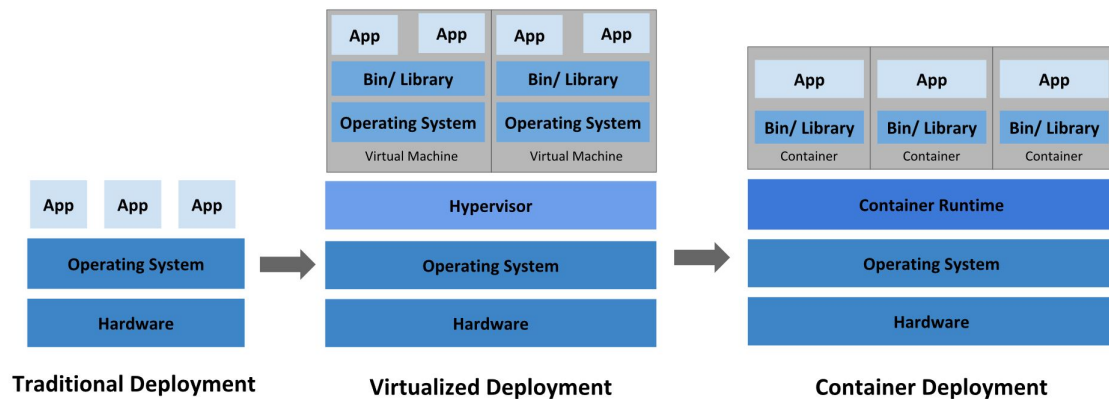 App
App
App
Operating System
Hardware
Traditional Deployment
App
App
Bin/ Library
Operating System
Virtual Machine
App
App
Bin/ Library
Operating System
Virtual Machine
Hypervisor
Operating System
Hardware
Virtualized Deployment
App
Bin/ Library
Container
App
Bin/ Library
Container
App
Bin/ Library
Container
Container Runtime
Operating System
Hardware
Container Deployment